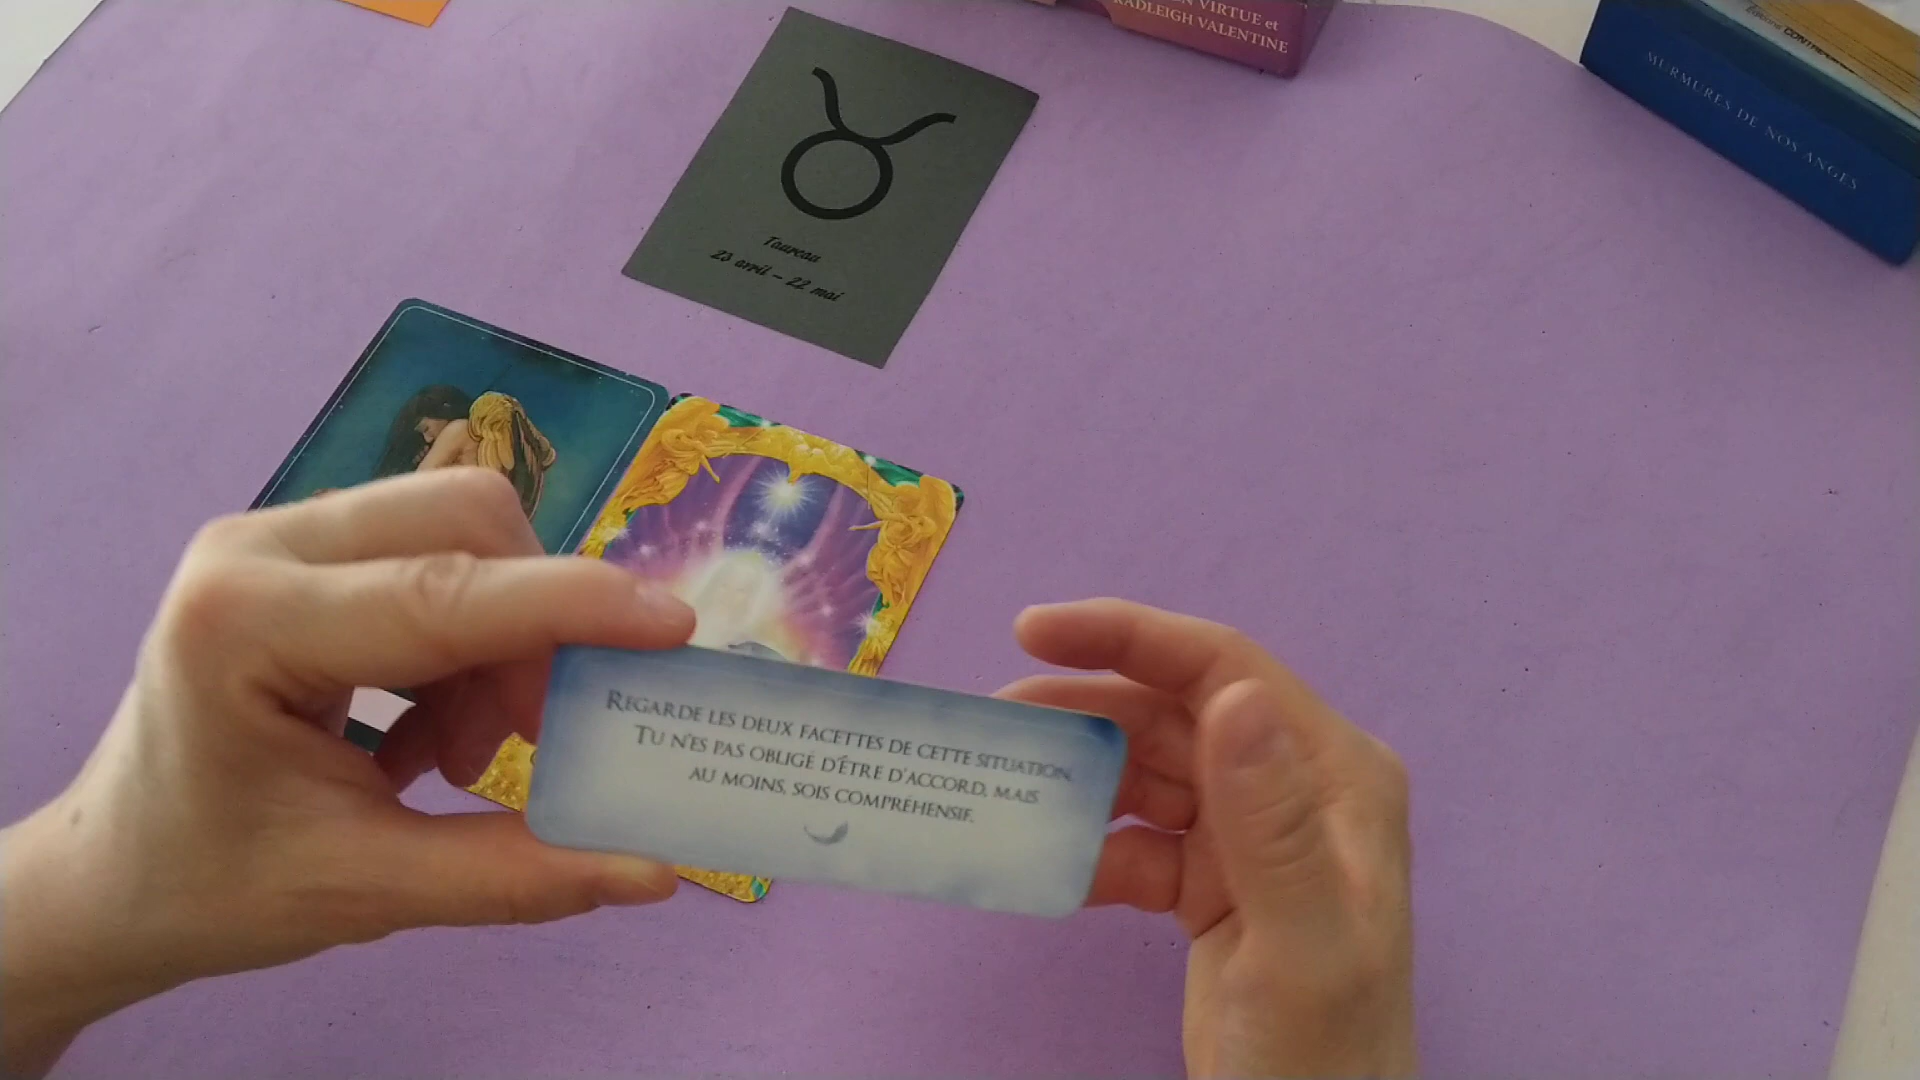 EN VIRTUE et
RADLEIGH VALENTINE
MURMURES DE NOS ANGES
Taureau
23 avril – 22 mai
REGARDE LES DEUX FACETTES DE CETTE SITUATION.
TU N'ES PAS OBLIGÉ D'ÊTRE D'ACCORD, MAIS
AU MOINS, SOIS COMPRÉHENSIF.